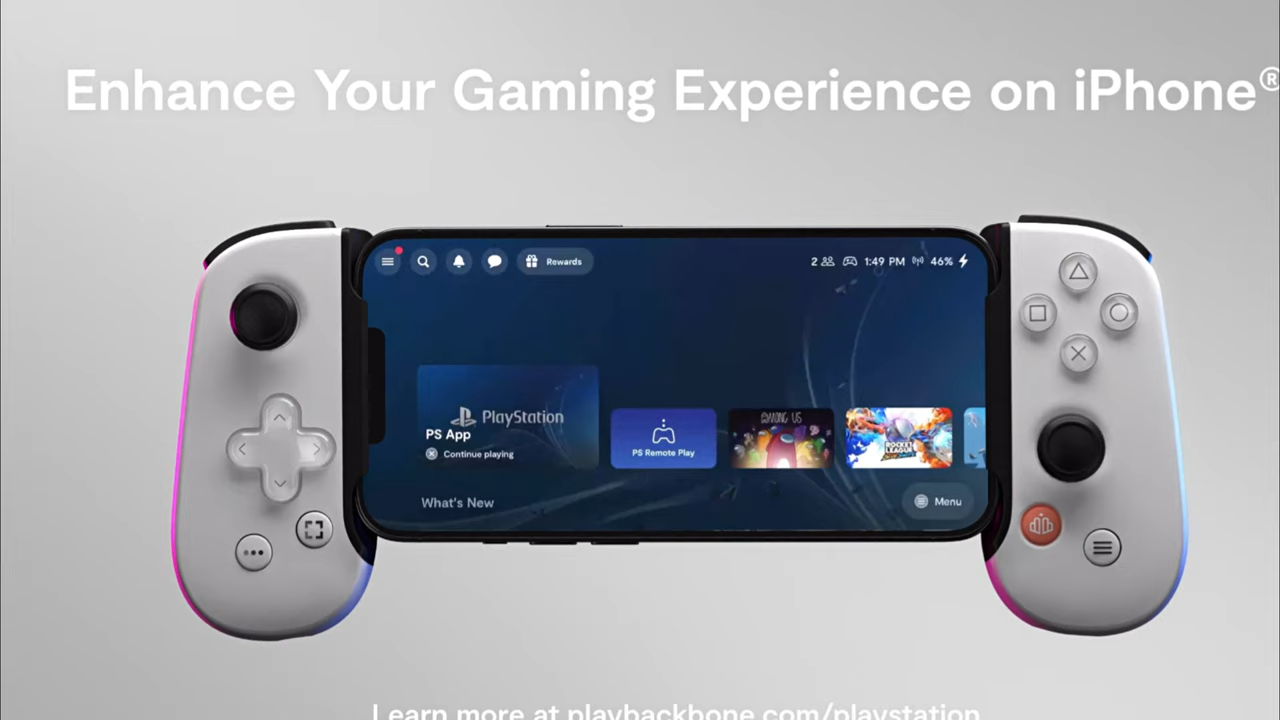 Enhance Your Gaming Experience on iPhone®
Rewards
2
1:49 PM
46%
PlayStation
PS App
Continue playing
PS Remote Play
AMONG US
ROCKET
LEAGUE
What's New
Menu
Learn more at playbackbone.com/playstation